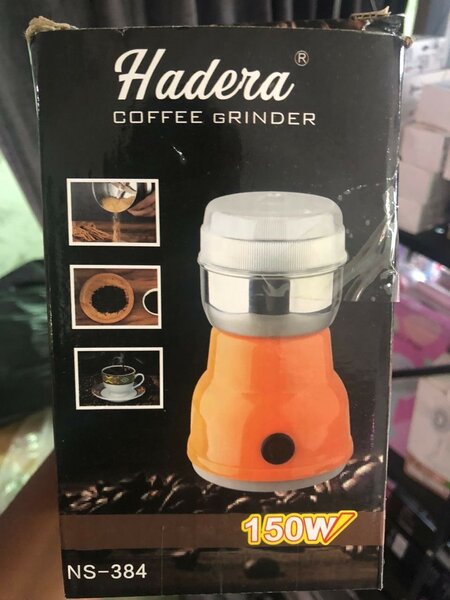 Hadera®
COFFEE GRINDER
150W
NS-384